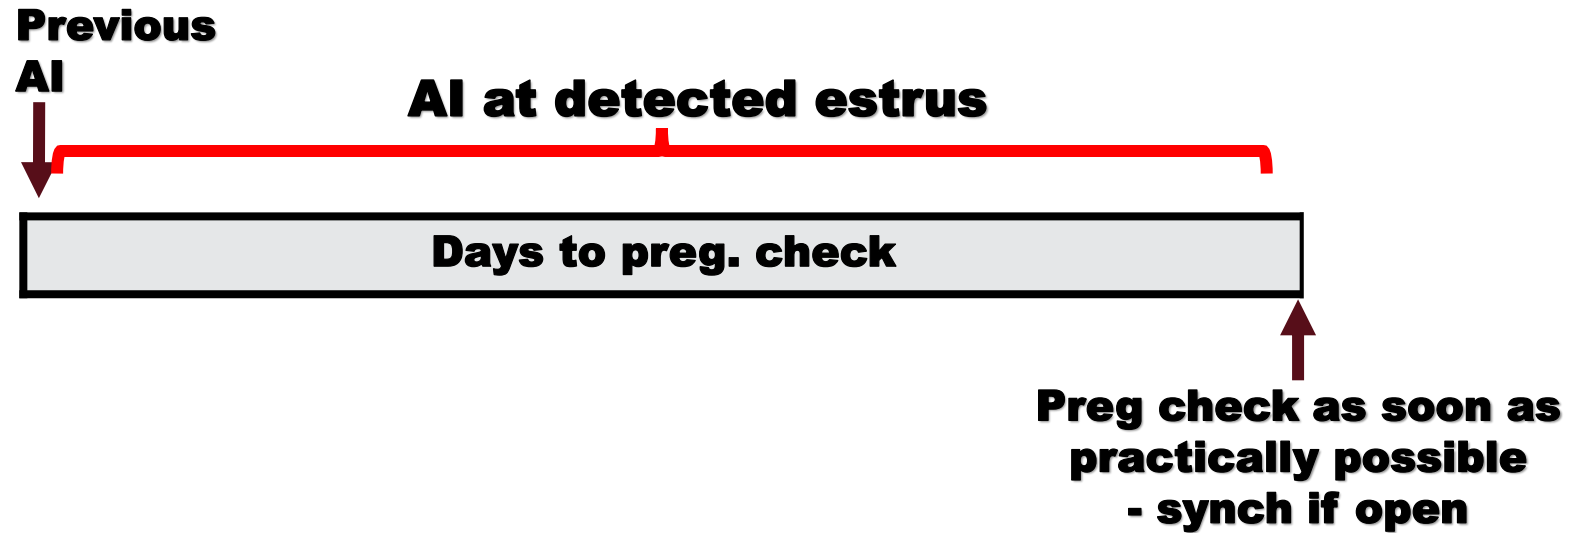 Previous
AI
AI at detected estrus
Days to preg. check
Preg check as soon as
practically possible
- synch if open